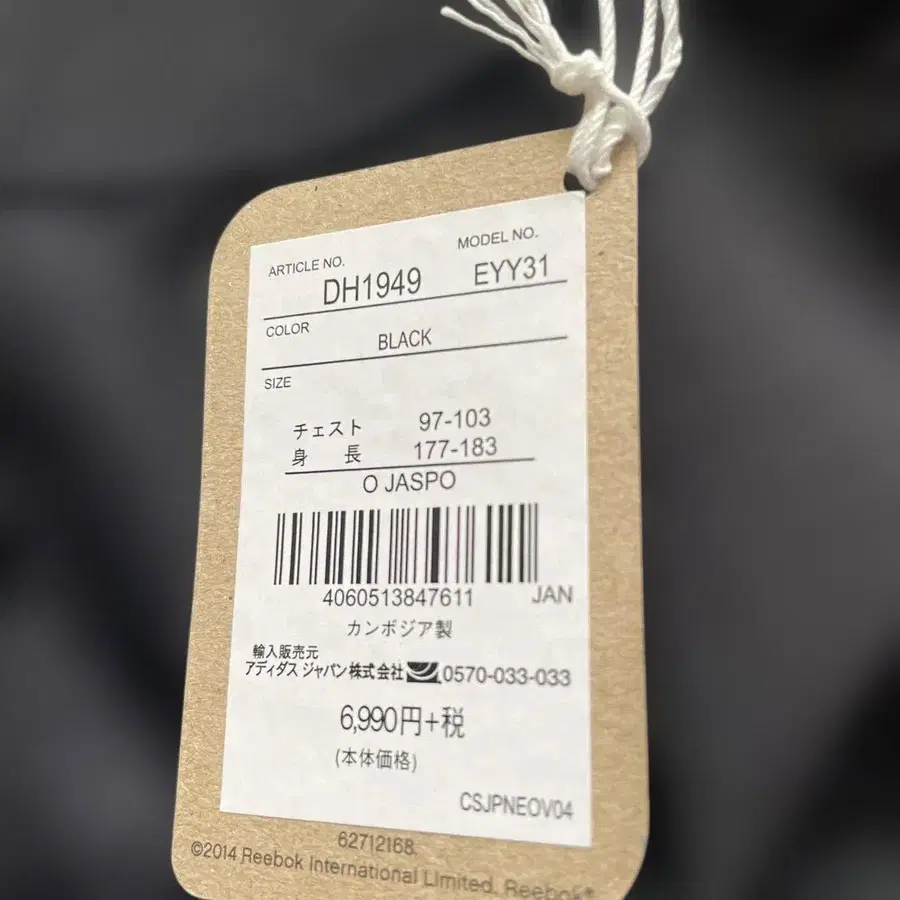 ARTICLE NO. MODEL NO.
DH1949 EYY31
COLOR
BLACK
SIZE
チェスト 97-103
身 長 177-183
O JASPO
4060513847611 JAN
カンボジア製
輸入販売元
アディダス ジャパン株式会社 0570-033-033
6,990円+税
(本体価格)
CSJPNEOV04
62712168.
©2014 Reebok International Limited. Reebok®